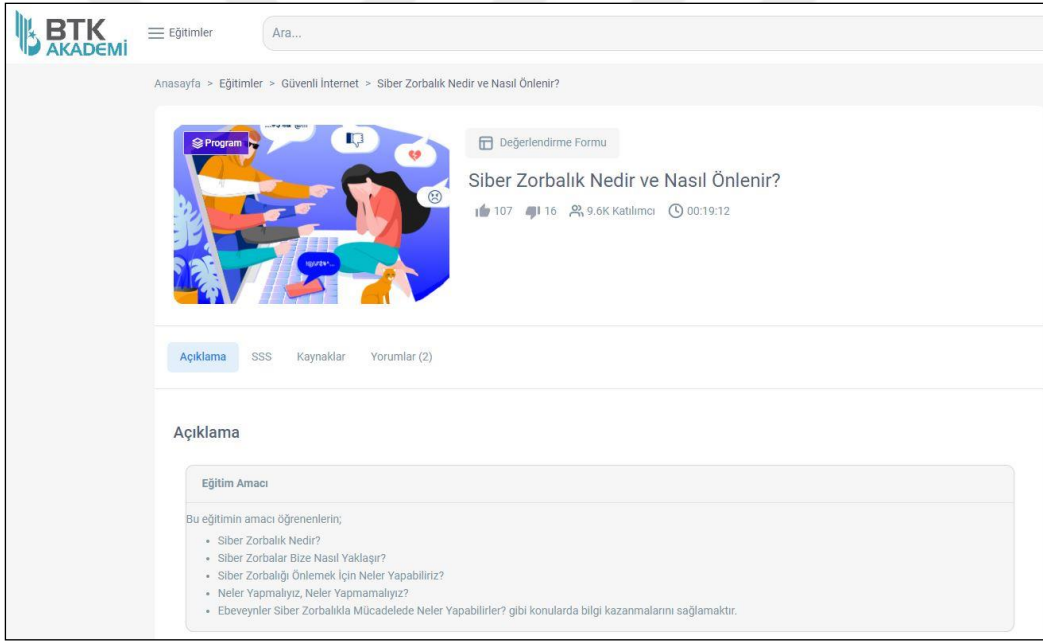 BTK
AKADEMİ
Eğitimler
Ara...
Anasayfa > Eğitimler > Güvenli İnternet > Siber Zorbalık Nedir ve Nasıl Önlenir?
Program
Değerlendirme Formu
Siber Zorbalık Nedir ve Nasıl Önlenir?
107 16 9.6K Katılımcı 00:19:12
Açıklama SSS Kaynaklar Yorumlar (2)
Açıklama
Eğitim Amacı
Bu eğitimin amacı öğrenenlerin;
• Siber Zorbalık Nedir?
• Siber Zorbalar Bize Nasıl Yaklaşır?
• Siber Zorbalığı Önlemek İçin Neler Yapabiliriz?
• Neler Yapmalıyız, Neler Yapmamalıyız?
• Ebeveynler Siber Zorbalıkla Mücadelede Neler Yapabilirler? gibi konularda bilgi kazanmalarını sağlamaktır.